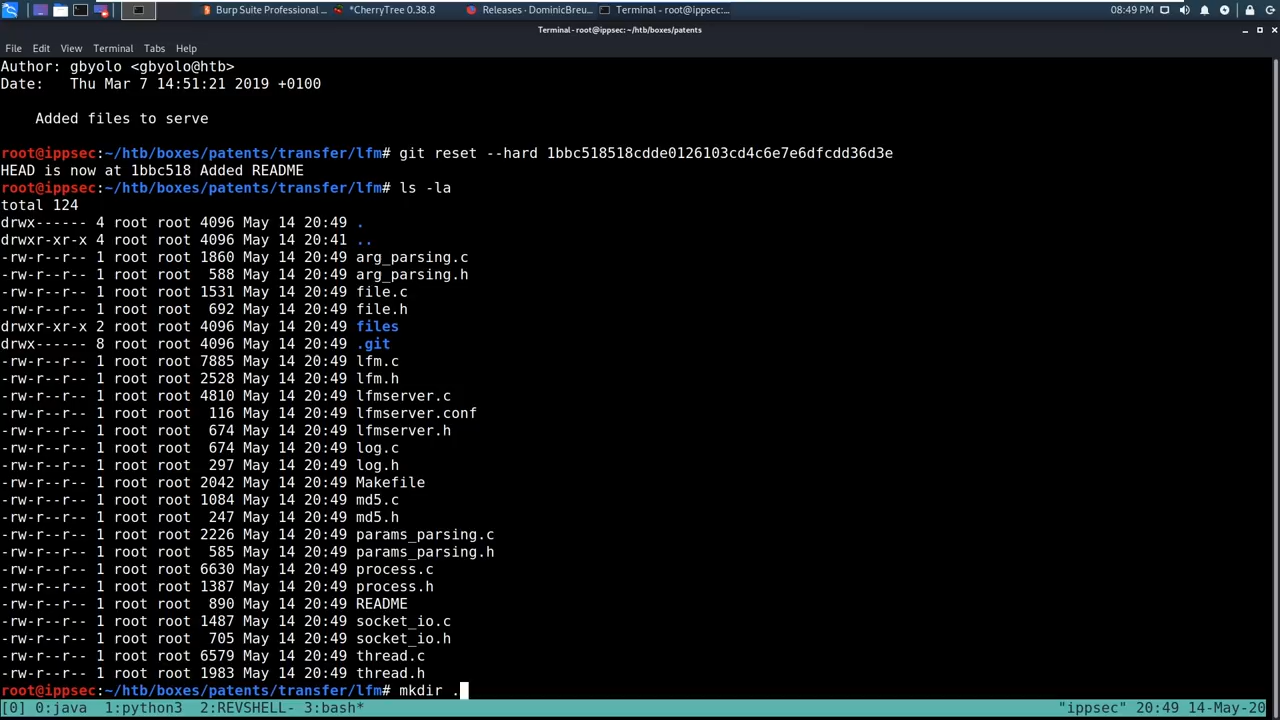 Burp Suite Professional ...
*CherryTree 0.38.8
Releases - DominicBreu...
Terminal - root@ippsec:...
08:49 PM
Terminal - root@ippsec: ~/htb/boxes/patents
File Edit View Terminal Tabs Help
Author: gbyolo <gbyolo@htb>
Date:   Thu Mar 7 14:51:21 2019 +0100
    Added files to serve
root@ippsec:~/htb/boxes/patents/transfer/lfm# git reset --hard 1bbc518518cdde0126103cd4c6e7e6dfcdd36d3e
HEAD is now at 1bbc518 Added README
root@ippsec:~/htb/boxes/patents/transfer/lfm# ls -la
total 124
drwx------ 4 root root 4096 May 14 20:49 .
drwxr-xr-x 4 root root 4096 May 14 20:41 ..
-rw-r--r-- 1 root root 1860 May 14 20:49 arg_parsing.c
-rw-r--r-- 1 root root  588 May 14 20:49 arg_parsing.h
-rw-r--r-- 1 root root 1531 May 14 20:49 file.c
-rw-r--r-- 1 root root  692 May 14 20:49 file.h
drwxr-xr-x 2 root root 4096 May 14 20:49 files
drwx------ 8 root root 4096 May 14 20:49 .git
-rw-r--r-- 1 root root 7885 May 14 20:49 lfm.c
-rw-r--r-- 1 root root 2528 May 14 20:49 lfm.h
-rw-r--r-- 1 root root 4810 May 14 20:49 lfmserver.c
-rw-r--r-- 1 root root  116 May 14 20:49 lfmserver.conf
-rw-r--r-- 1 root root  674 May 14 20:49 lfmserver.h
-rw-r--r-- 1 root root  674 May 14 20:49 log.c
-rw-r--r-- 1 root root  297 May 14 20:49 log.h
-rw-r--r-- 1 root root 2042 May 14 20:49 Makefile
-rw-r--r-- 1 root root 1084 May 14 20:49 md5.c
-rw-r--r-- 1 root root  247 May 14 20:49 md5.h
-rw-r--r-- 1 root root 2226 May 14 20:49 params_parsing.c
-rw-r--r-- 1 root root  585 May 14 20:49 params_parsing.h
-rw-r--r-- 1 root root 6630 May 14 20:49 process.c
-rw-r--r-- 1 root root 1387 May 14 20:49 process.h
-rw-r--r-- 1 root root  890 May 14 20:49 README
-rw-r--r-- 1 root root 1487 May 14 20:49 socket_io.c
-rw-r--r-- 1 root root  705 May 14 20:49 socket_io.h
-rw-r--r-- 1 root root 6579 May 14 20:49 thread.c
-rw-r--r-- 1 root root 1983 May 14 20:49 thread.h
root@ippsec:~/htb/boxes/patents/transfer/lfm# mkdir .
[0] 0:java  1:python3  2:REVSHELL- 3:bash*    "ippsec" 20:49 14-May-20